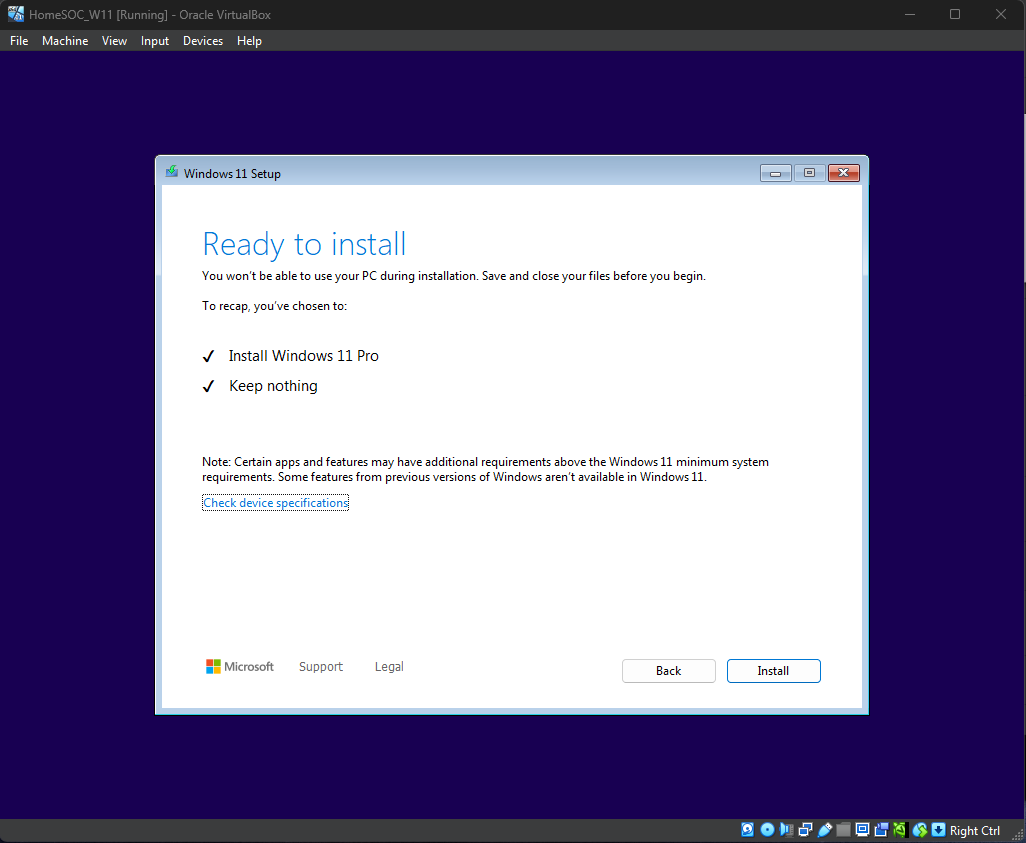 HomeSOC_W11 [Running] - Oracle VirtualBox
File Machine View Input Devices Help
Windows 11 Setup
Ready to install
You won't be able to use your PC during installation. Save and close your files before you begin.
To recap, you've chosen to:
✓ Install Windows 11 Pro
✓ Keep nothing
Note: Certain apps and features may have additional requirements above the Windows 11 minimum system
requirements. Some features from previous versions of Windows aren't available in Windows 11.
Check device specifications
Microsoft Support Legal Back Install
Right Ctrl